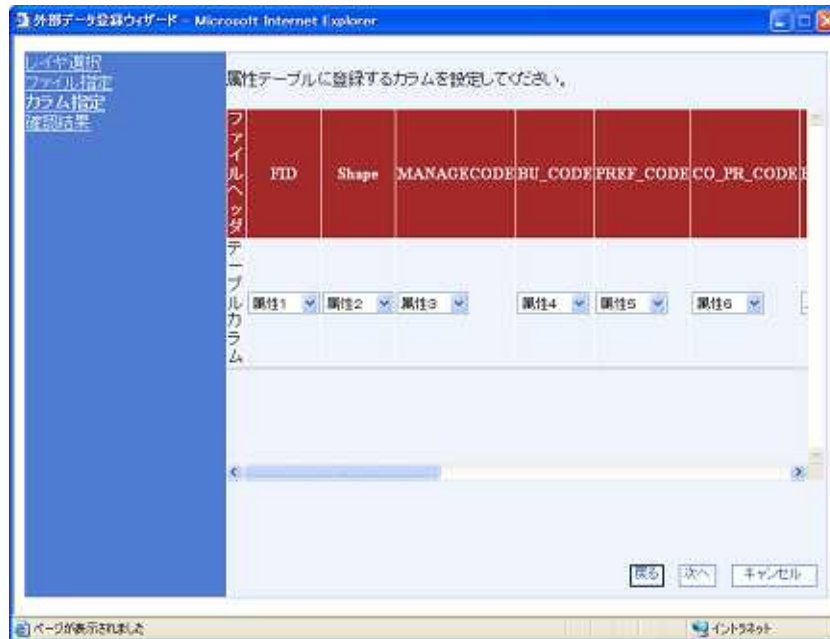 外部データ登録ウィザード - Microsoft Internet Explorer
レイヤ選択
ファイル指定
カラム指定
確認結果
属性テーブルに登録するカラムを設定してください。
ファイルヘッダ FID Shape MANAGECODE BU_CODE PREF_CODE CO_PR_CODE
テーブルカラム 属性1 属性2 属性3 属性4 属性5 属性6
戻る 次へ キャンセル
ページが表示されました イントラネット